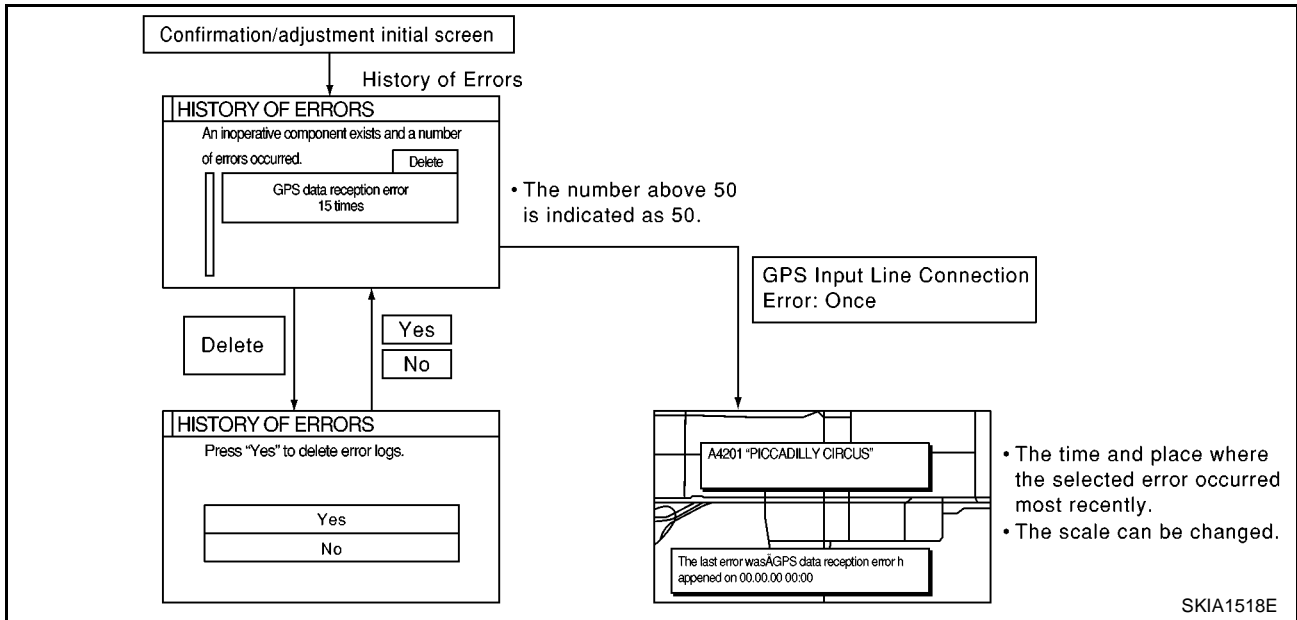 Confirmation/adjustment initial screen
History of Errors
HISTORY OF ERRORS
An inoperative component exists and a number
of errors occurred.
Delete
GPS data reception error
15 times
• The number above 50
is indicated as 50.
GPS Input Line Connection
Error: Once
Delete
Yes
No
HISTORY OF ERRORS
Press “Yes” to delete error logs.
Yes
No
A4201 “PICCADILLY CIRCUS”
The last error wasÄGPS data reception error h
appened on 00.00.00 00:00
• The time and place where
the selected error occurred
most recently.
• The scale can be changed.
SKIA1518E